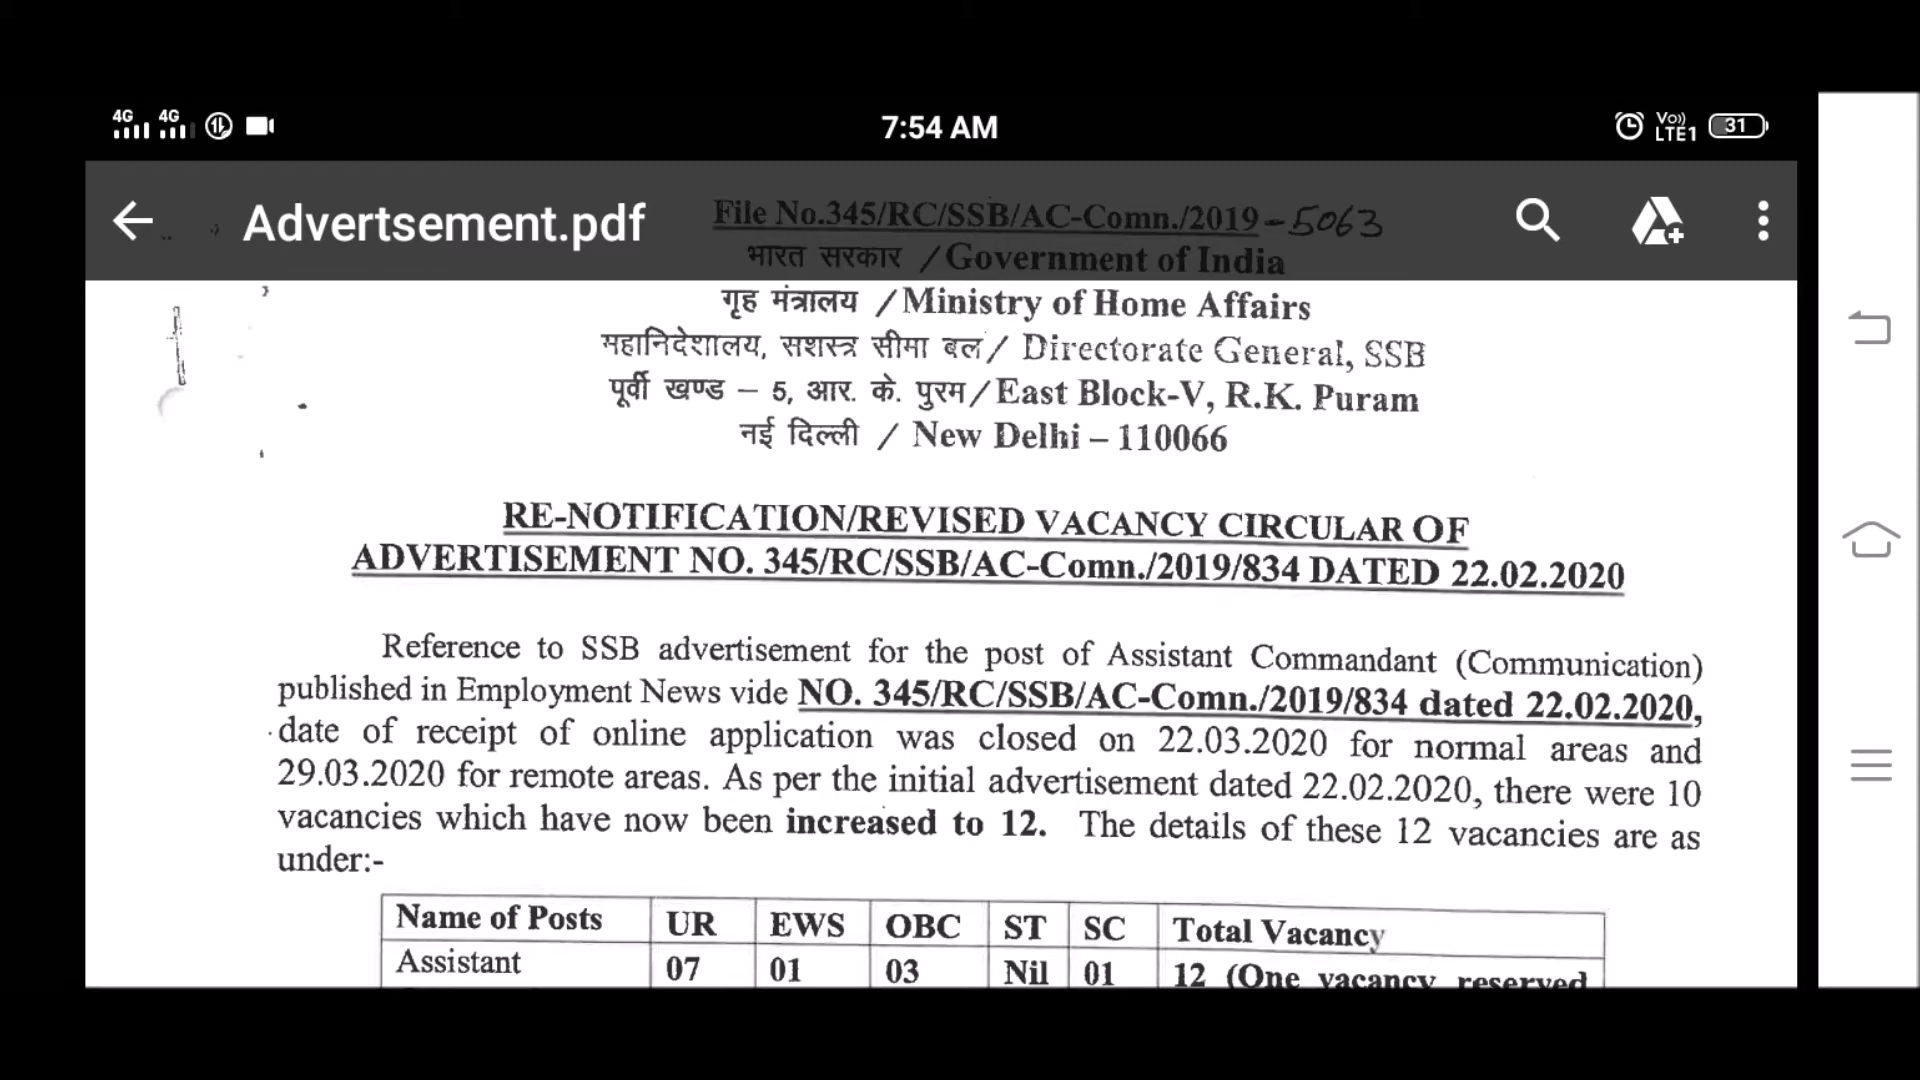 4G 4G 7:54 AM Vo)) LTE1 31
Advertsement.pdf
File No.345/RC/SSB/AC-Comn./2019-5063
भारत सरकार / Government of India
गृह मंत्रालय / Ministry of Home Affairs
महानिदेशालय, सशस्त्र सीमा बल / Directorate General, SSB
पूर्वी खण्ड – 5, आर. के. पुरम / East Block-V, R.K. Puram
नई दिल्ली / New Delhi – 110066
RE-NOTIFICATION/REVISED VACANCY CIRCULAR OF
ADVERTISEMENT NO. 345/RC/SSB/AC-Comn./2019/834 DATED 22.02.2020
Reference to SSB advertisement for the post of Assistant Commandant (Communication)
published in Employment News vide NO. 345/RC/SSB/AC-Comn./2019/834 dated 22.02.2020,
date of receipt of online application was closed on 22.03.2020 for normal areas and
29.03.2020 for remote areas. As per the initial advertisement dated 22.02.2020, there were 10
vacancies which have now been increased to 12. The details of these 12 vacancies are as
under:-
Name of Posts UR EWS OBC ST SC Total Vacancy
Assistant 07 01 03 Nil 01 12 (One vacancy reserved